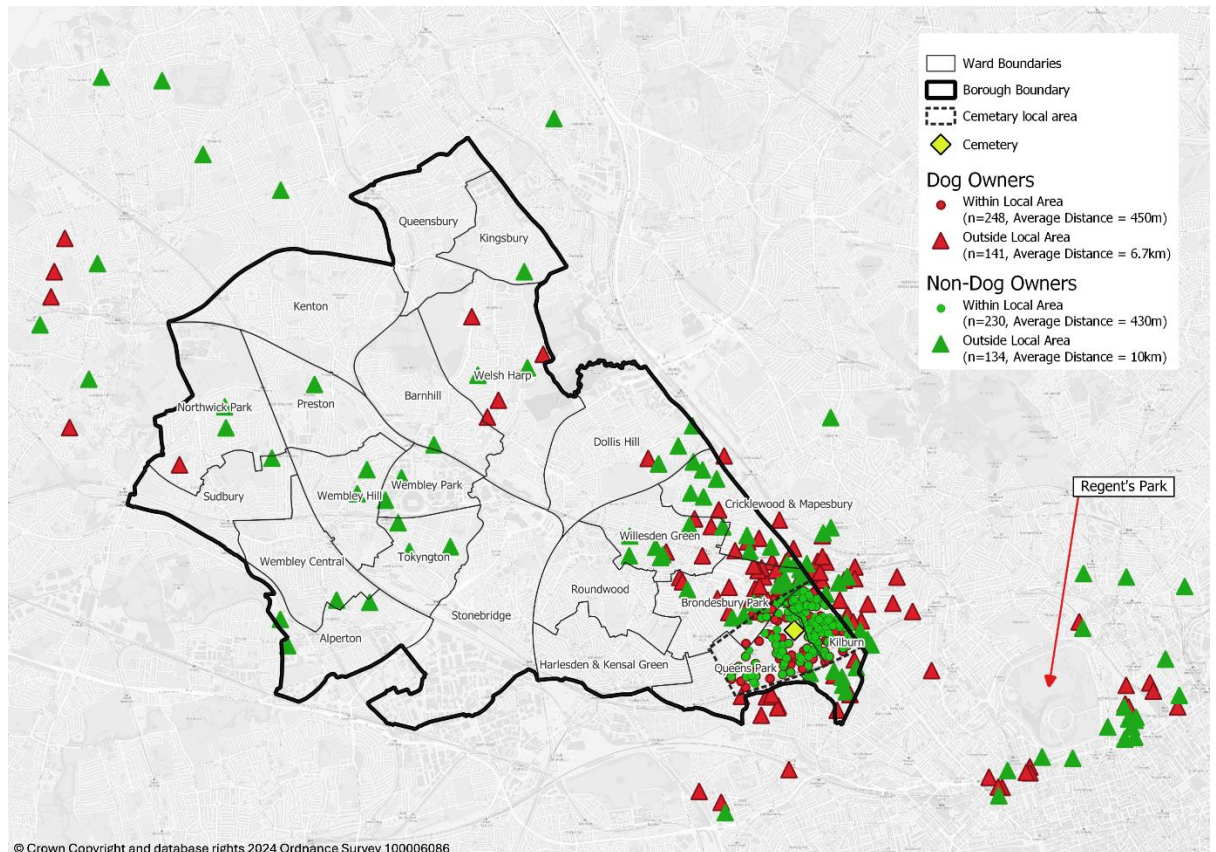 Ward Boundaries
Borough Boundary
Cemetary local area
Cemetery
Dog Owners
Within Local Area
(n=248, Average Distance = 450m)
Outside Local Area
(n=141, Average Distance = 6.7km)
Non-Dog Owners
Within Local Area
(n=230, Average Distance = 430m)
Outside Local Area
(n=134, Average Distance = 10km)
Queensbury
Kingsbury
Kenton
Welsh Harp
Preston
Barnhill
Northwick Park
Dollis Hill
Sudbury
Wembley Hill
Wembley Park
Regent's Park
Cricklewood & Mapesbury
Willesden Green
Tokyngton
Wembley Central
Roundwood
Brondesbury Park
Stonebridge
Alperton
Kilburn
Harlesden & Kensal Green
Queens Park
© Crown Copyright and database rights 2024 Ordnance Survey 100006086